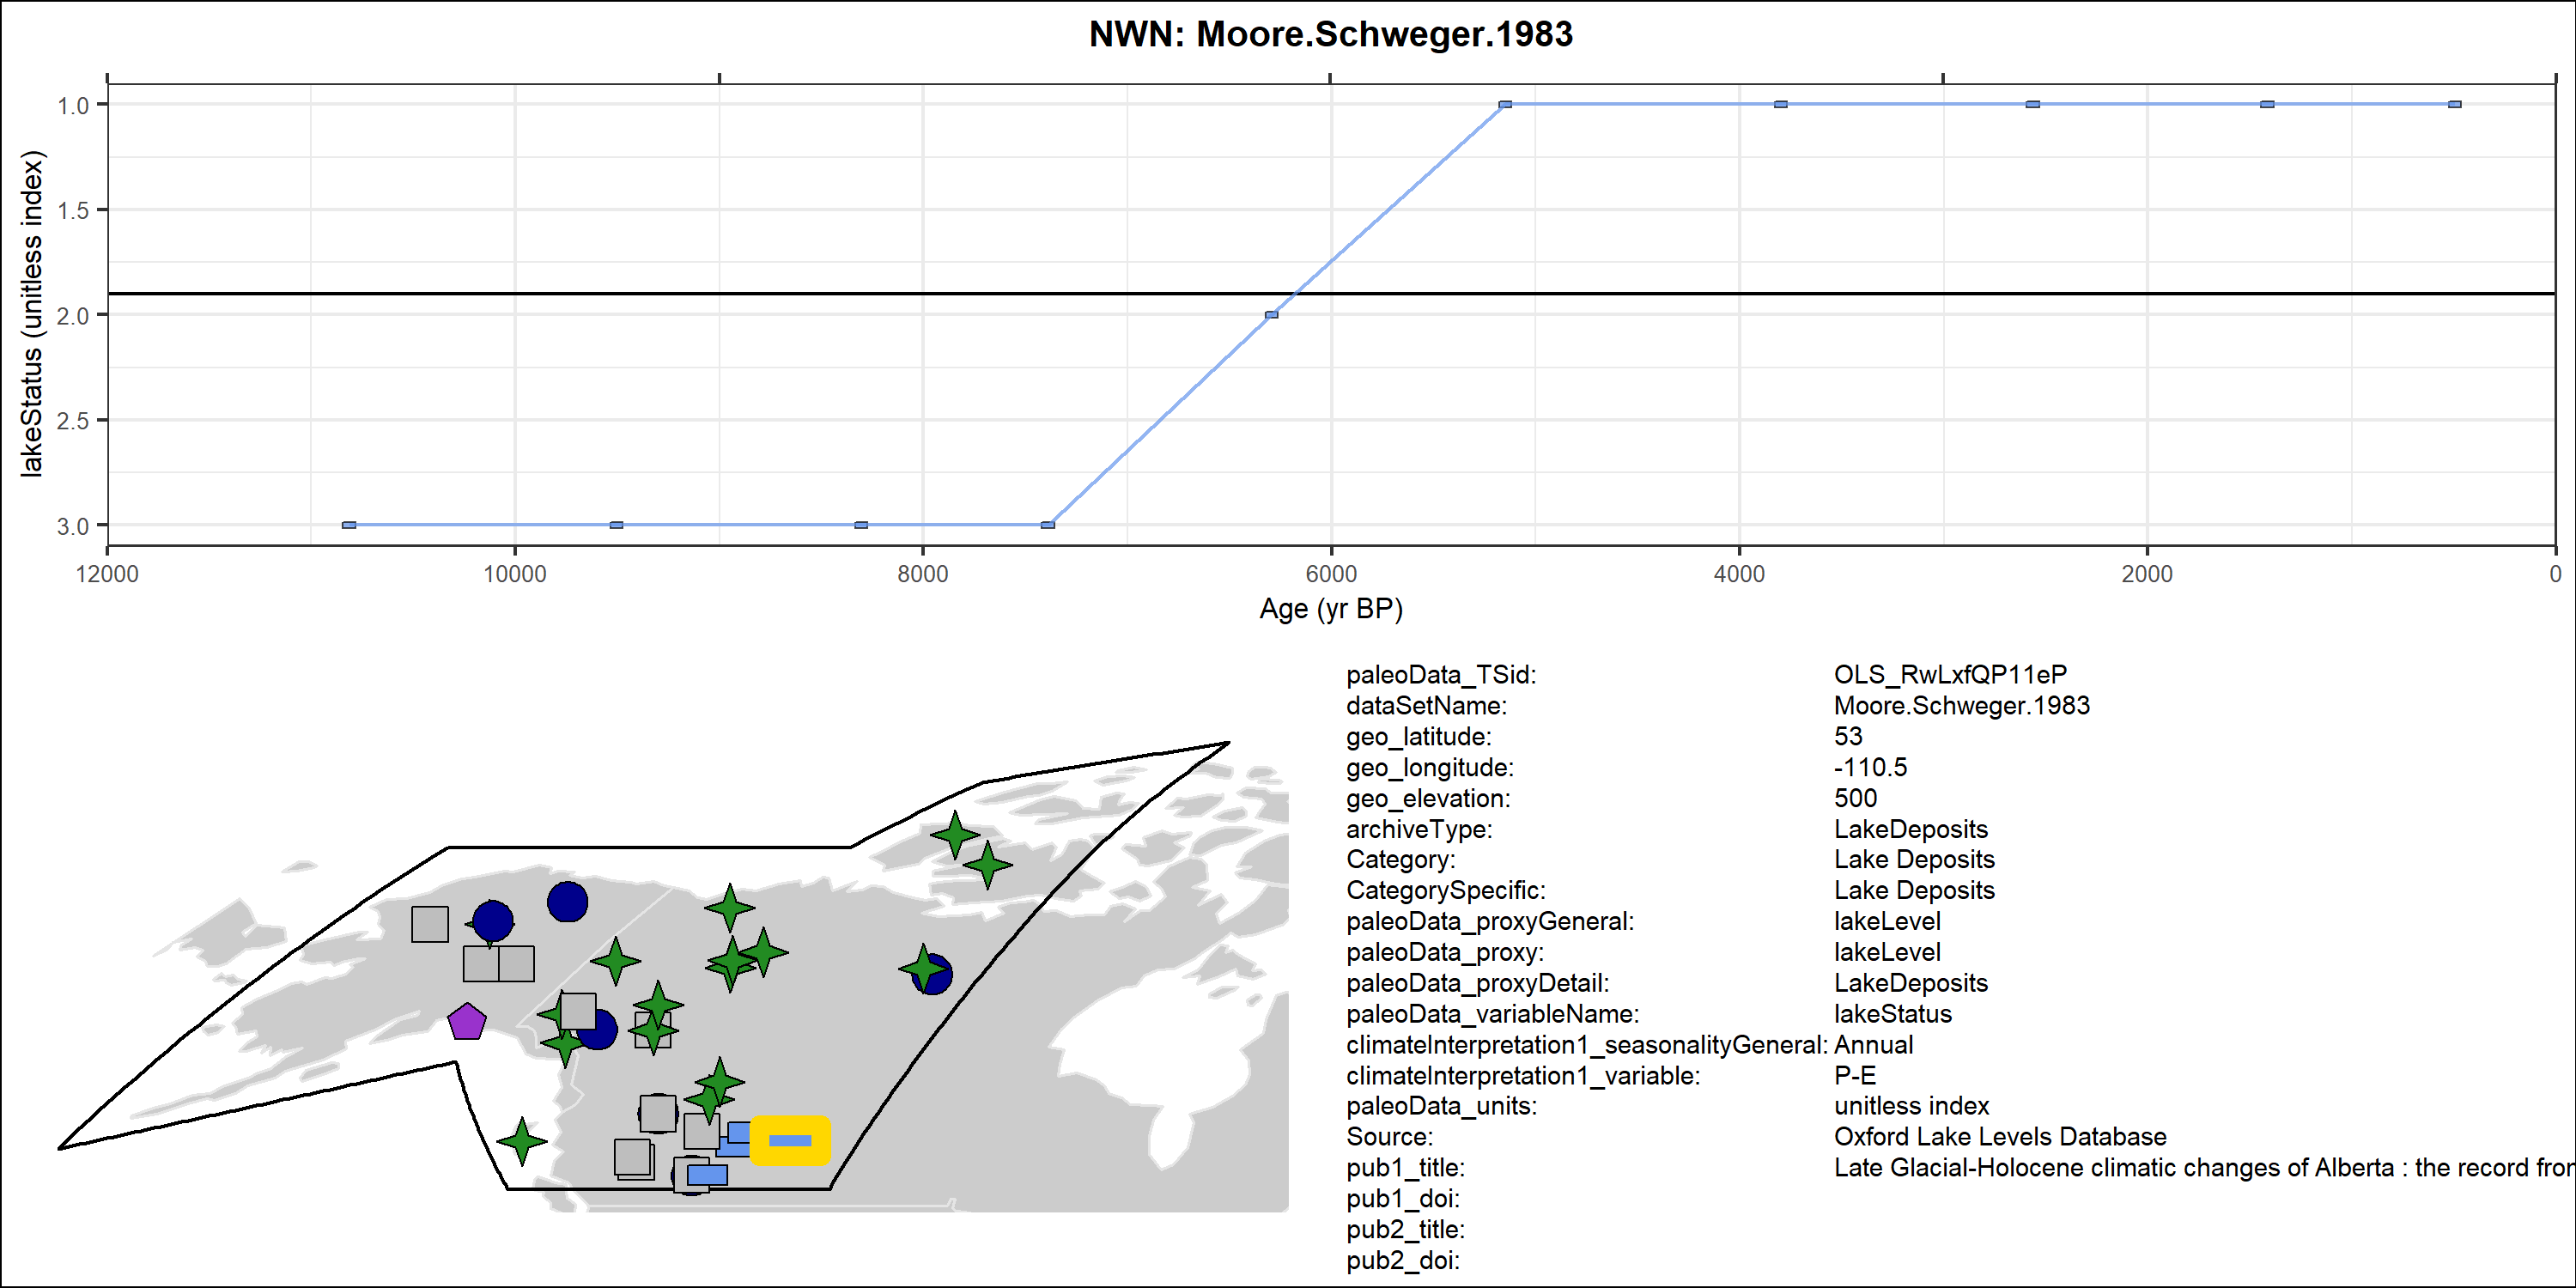 NWN: Moore.Schweger.1983
lakeStatus (unitless index)
1.0
1.5
2.0
2.5
3.0
12000 10000 8000 6000 4000 2000 0
Age (yr BP)
paleoData_TSid: OLS_RwLxfQP11eP
dataSetName: Moore.Schweger.1983
geo_latitude: 53
geo_longitude: -110.5
geo_elevation: 500
archiveType: LakeDeposits
Category: Lake Deposits
CategorySpecific: Lake Deposits
paleoData_proxyGeneral: lakeLevel
paleoData_proxy: lakeLevel
paleoData_proxyDetail: LakeDeposits
paleoData_variableName: lakeStatus
climateInterpretation1_seasonalityGeneral: Annual
climateInterpretation1_variable: P-E
paleoData_units: unitless index
Source: Oxford Lake Levels Database
pub1_title: Late Glacial-Holocene climatic changes of Alberta : the record
pub1_doi:
pub2_title:
pub2_doi: